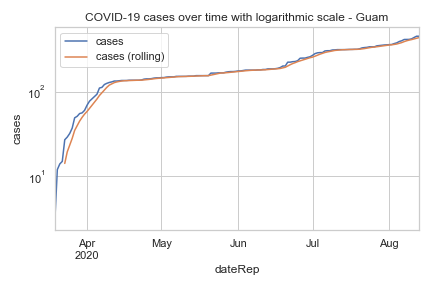 COVID-19 cases over time with logarithmic scale - Guam
cases
cases (rolling)
10²
10¹
cases
Apr
2020
May
Jun
Jul
Aug
dateRep